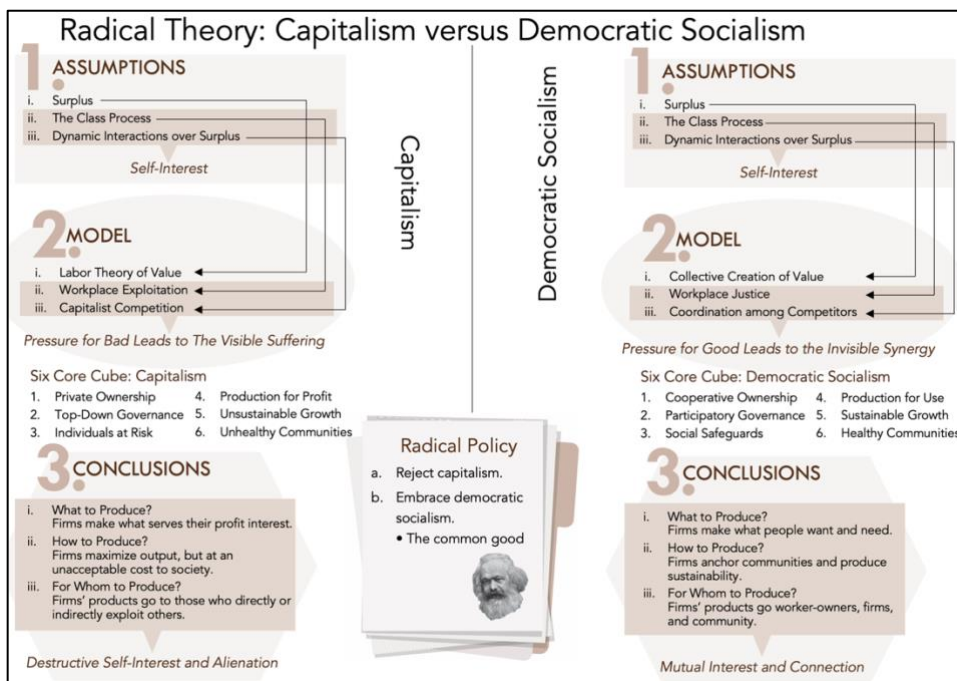 Radical Theory: Capitalism versus Democratic Socialism
1. ASSUMPTIONS
i. Surplus
ii. The Class Process
iii. Dynamic Interactions over Surplus
Self-Interest
2. MODEL
i. Labor Theory of Value
ii. Workplace Exploitation
iii. Capitalist Competition
Pressure for Bad Leads to The Visible Suffering
Six Core Cube: Capitalism
1. Private Ownership
2. Top-Down Governance
3. Individuals at Risk
4. Production for Profit
5. Unsustainable Growth
6. Unhealthy Communities
3. CONCLUSIONS
i. What to Produce?
Firms make what serves their profit interest.
ii. How to Produce?
Firms maximize output, but at an
unacceptable cost to society.
iii. For Whom to Produce?
Firms' products go to those who directly or
indirectly exploit others.
Destructive Self-Interest and Alienation
Capitalism
Radical Policy
a. Reject capitalism.
b. Embrace democratic
socialism.
• The common good
Democratic Socialism
1. ASSUMPTIONS
i. Surplus
ii. The Class Process
iii. Dynamic Interactions over Surplus
Self-Interest
2. MODEL
i. Collective Creation of Value
ii. Workplace Justice
iii. Coordination among Competitors
Pressure for Good Leads to the Invisible Synergy
Six Core Cube: Democratic Socialism
1. Cooperative Ownership
2. Participatory Governance
3. Social Safeguards
4. Production for Use
5. Sustainable Growth
6. Healthy Communities
3. CONCLUSIONS
i. What to Produce?
Firms make what people want and need.
ii. How to Produce?
Firms anchor communities and produce
sustainability.
iii. For Whom to Produce?
Firms' products go worker-owners, firms,
and community.
Mutual Interest and Connection